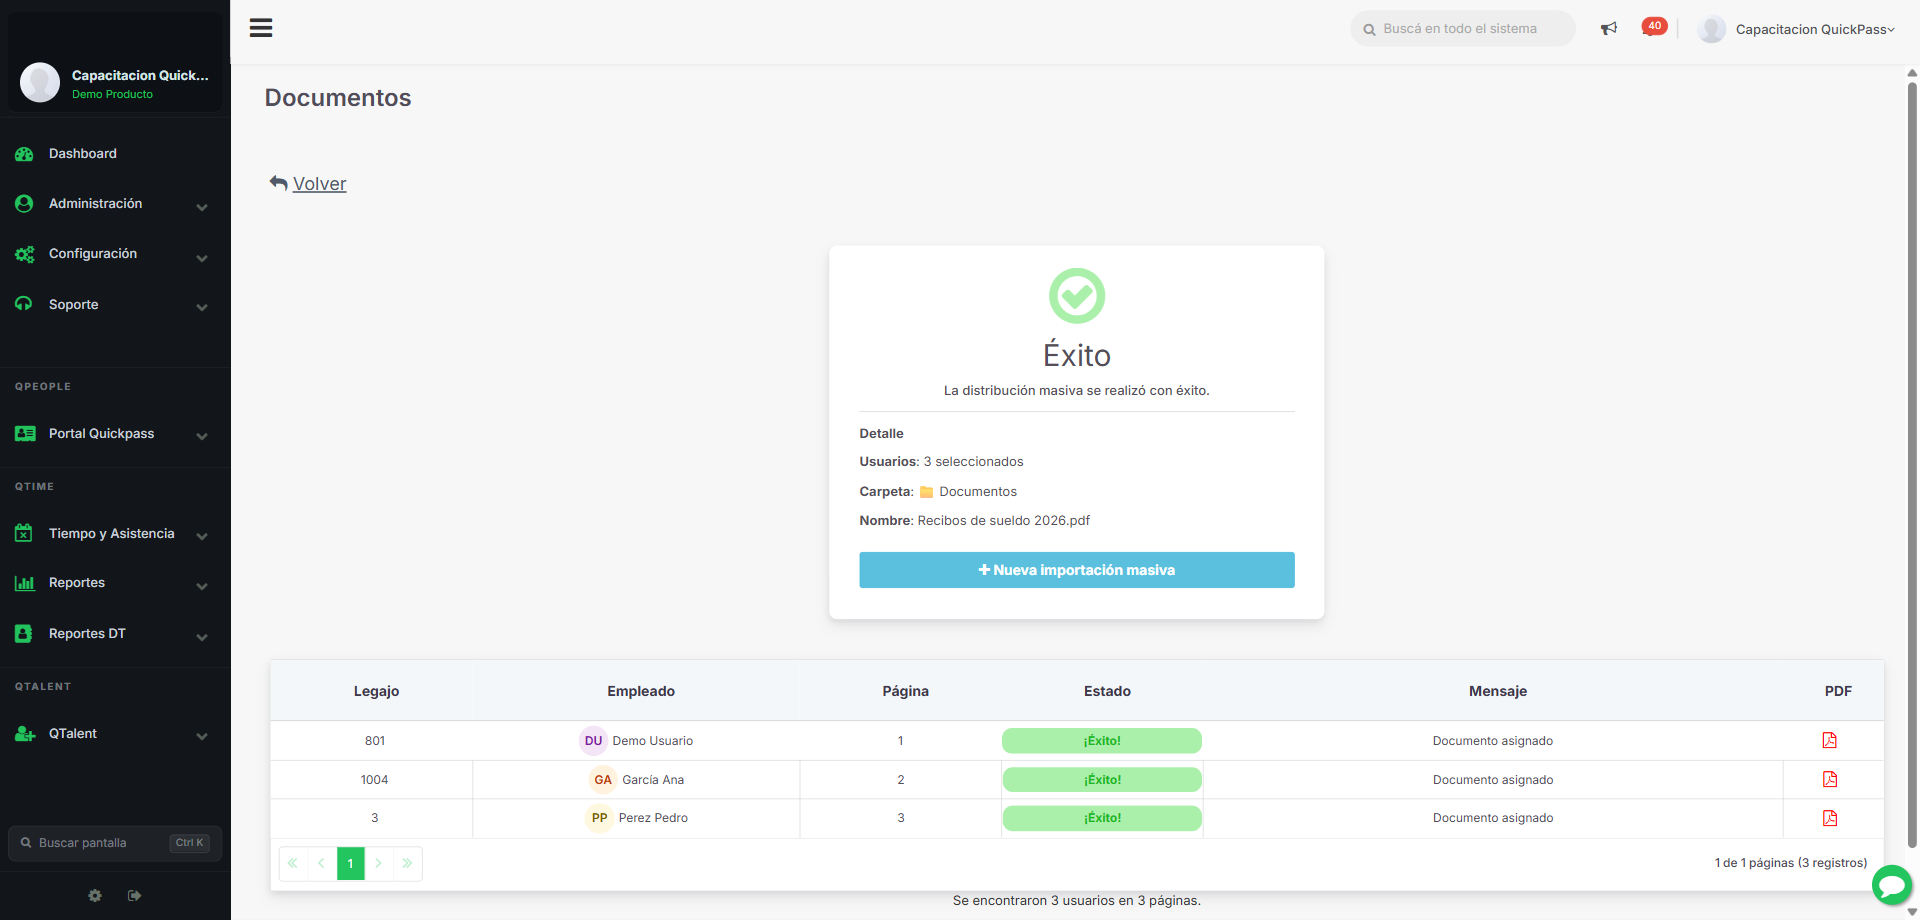 Capacitacion Quick...
Demo Producto
Dashboard
Administración
Configuración
Soporte
QPEOPLE
Portal Quickpass
QTIME
Tiempo y Asistencia
Reportes
Reportes DT
QTALENT
QTalent
Buscar pantalla
Ctrl K
Buscá en todo el sistema
40
Capacitacion QuickPass
Documentos
Volver
Éxito
La distribución masiva se realizó con éxito.
Detalle
Usuarios: 3 seleccionados
Carpeta: Documentos
Nombre: Recibos de sueldo 2026.pdf
+ Nueva importación masiva
Legajo Empleado Página Estado Mensaje PDF
801 DU Demo Usuario 1 ¡Éxito! Documento asignado
1004 GA García Ana 2 ¡Éxito! Documento asignado
3 PP Perez Pedro 3 ¡Éxito! Documento asignado
« ‹ 1 › »
1 de 1 páginas (3 registros)
Se encontraron 3 usuarios en 3 páginas.